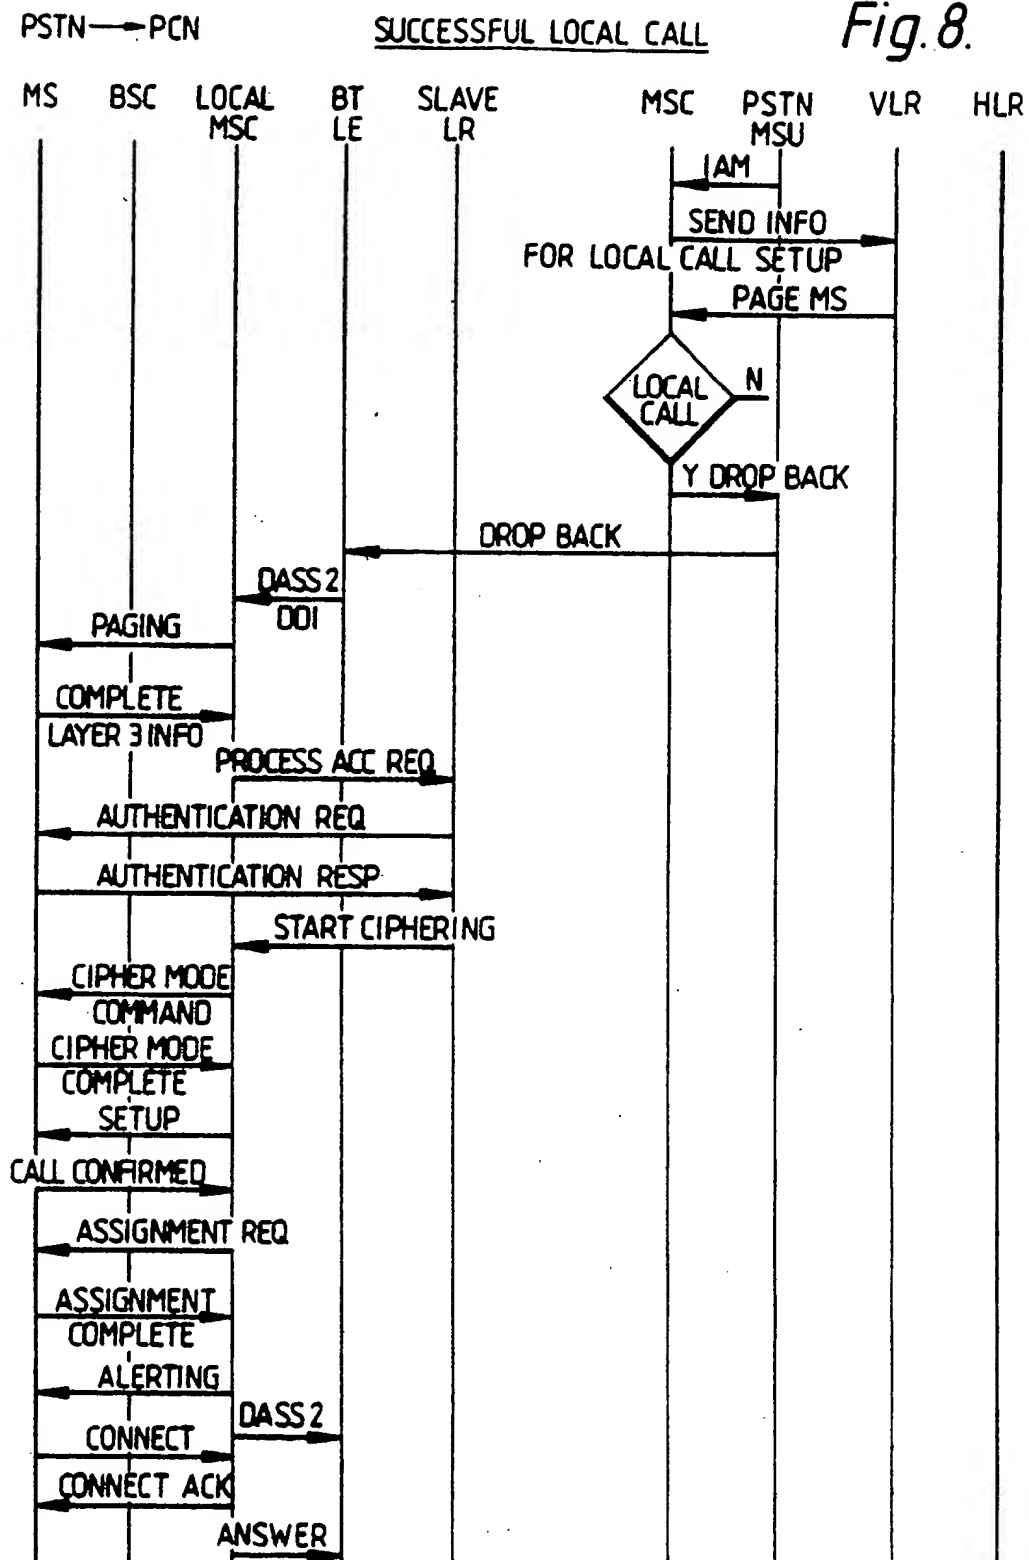 PSTN → PCN
SUCCESSFUL LOCAL CALL
Fig. 8.
MS BSC LOCAL BT SLAVE MSC PSTN VLR HLR
MSC LE LR MSU
IAM
SEND INFO
FOR LOCAL CALL SETUP
PAGE MS
LOCAL N
CALL
Y DROP BACK
DROP BACK
DASS 2
DDI
PAGING
COMPLETE
LAYER 3 INFO
PROCESS ACC REQ
AUTHENTICATION REQ
AUTHENTICATION RESP
START CIPHERING
CIPHER MODE
COMMAND
CIPHER MODE
COMPLETE
SETUP
CALL CONFIRMED
ASSIGNMENT REQ
ASSIGNMENT
COMPLETE
ALERTING
DASS 2
CONNECT
CONNECT ACK
ANSWER